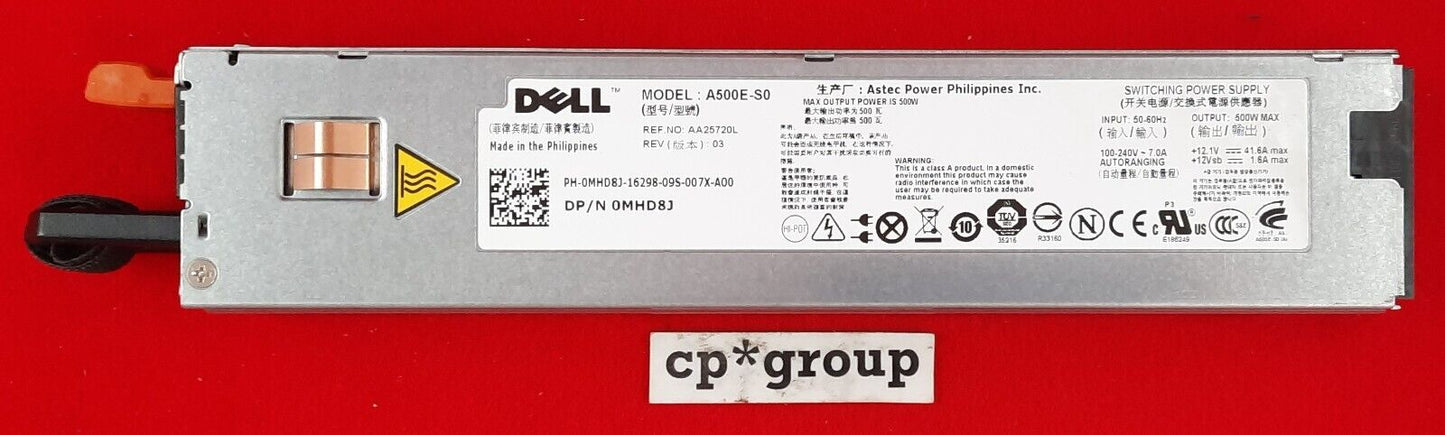 DELL™
MODEL : A500E-S0
(型号/型號)
REF NO: AA25720L
REV (版本) : 03
(菲律宾制造/菲律賓製造)
Made in the Philippines
PH-0MHD8J-16298-09S-007X-A00
DP/N 0MHD8J
生产厂 : Astec Power Philippines Inc.
MAX OUTPUT POWER IS 500W
最大输出功率为 500 瓦
最大輸出功率為 500 瓦
WARNING:
This is a class A product, in a domestic
environment this product may cause
radio interference in which case the
user may be required to take adequate
measures.
SWITCHING POWER SUPPLY
(开关电源/交換式電源供應器)
INPUT: 50-60Hz
(输入/輸入)
100-240V ~ 7.0A
AUTORANGING
(自动量程/自動量程)
OUTPUT: 500W MAX
(输出/輸出)
+12.1V 41.6A max
+12Vsb 1.6A max
HI-POT
10
TÜV
35216
R33160
N
CE
P3
c UR US
E186249
CCC S&E
cp*group